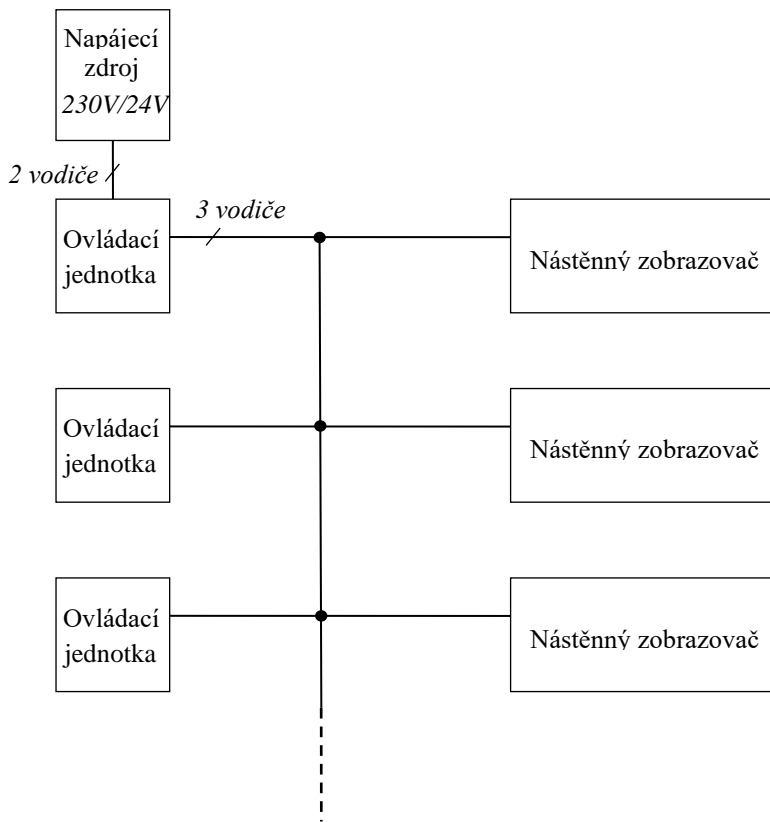 Napájecí
zdroj
230V/24V
2 vodiče
3 vodiče
Ovládací
jednotka
Nástěnný zobrazovač
Ovládací
jednotka
Nástěnný zobrazovač
Ovládací
jednotka
Nástěnný zobrazovač